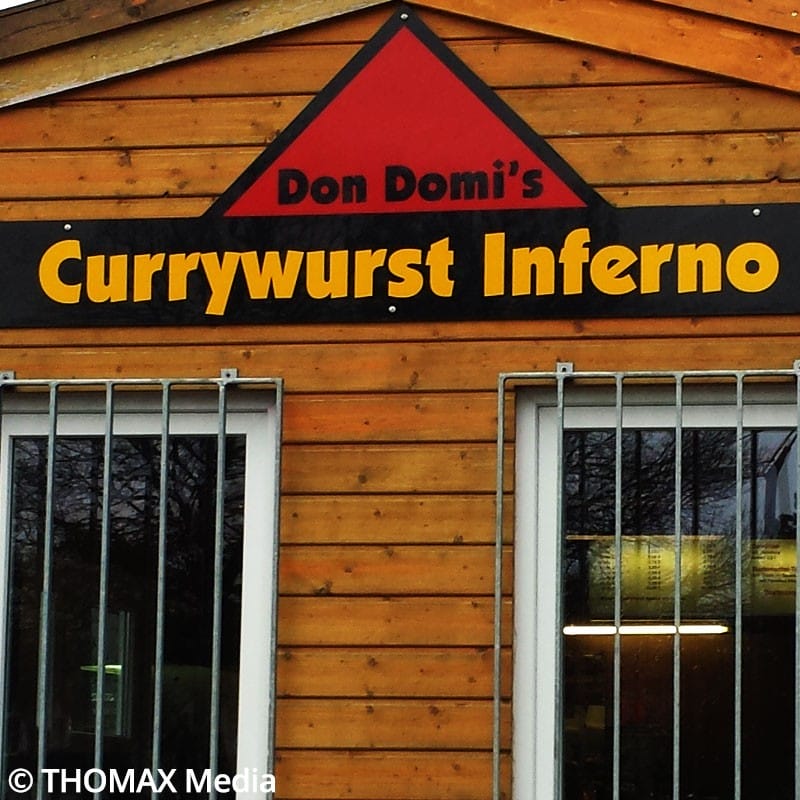 Don Domi's
Currywurst Inferno
© THOMAX Media